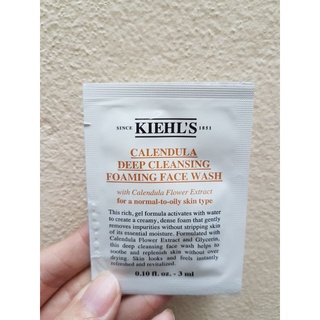 SINCE KIEHL'S 1851
CALENDULA
DEEP CLEANSING
FOAMING FACE WASH
with Calendula Flower Extract
for a normal-to-oily skin type
This rich, gel formula activates with water
to create a creamy, dense foam that gently
removes impurities without stripping skin
of its essential moisture. Formulated with
Calendula Flower Extract and Glycerin,
this deep cleansing face wash helps to
soothe and replenish skin without over
drying. Skin looks and feels instantly
refreshed and revitalized.
0.10 fl. oz. - 3 ml